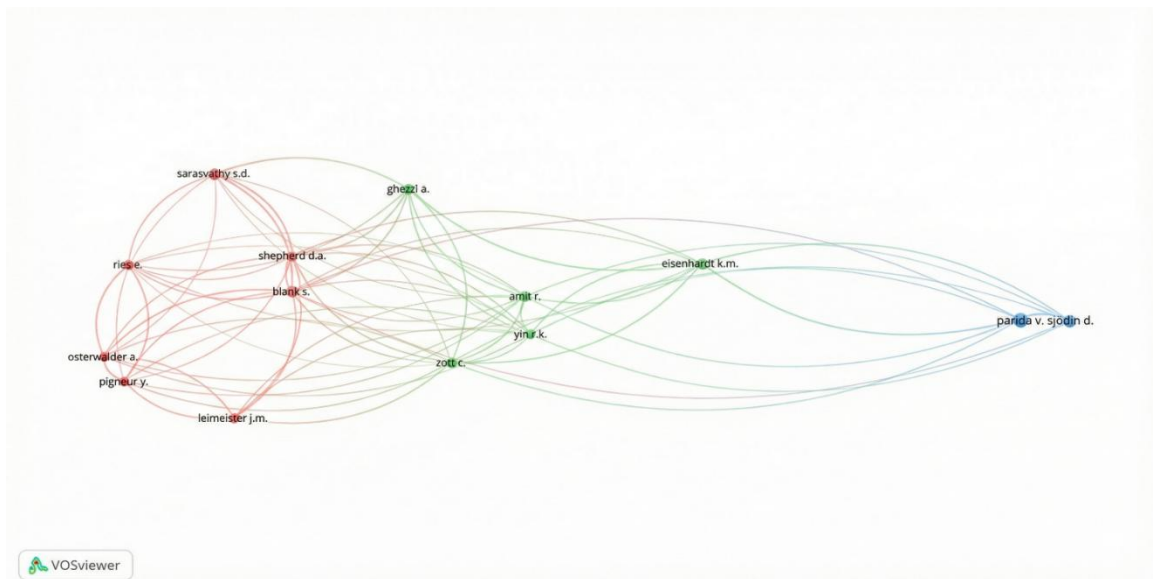 sarasvathy s.d.
ghezzi a.
shepherd d.a.
ries e.
eisenhardt k.m.
blank s.
amit r.
parida v. sjödin d.
yin r.k.
osterwalder a.
zott c.
pigneur y.
leimeister j.m.
VOSviewer